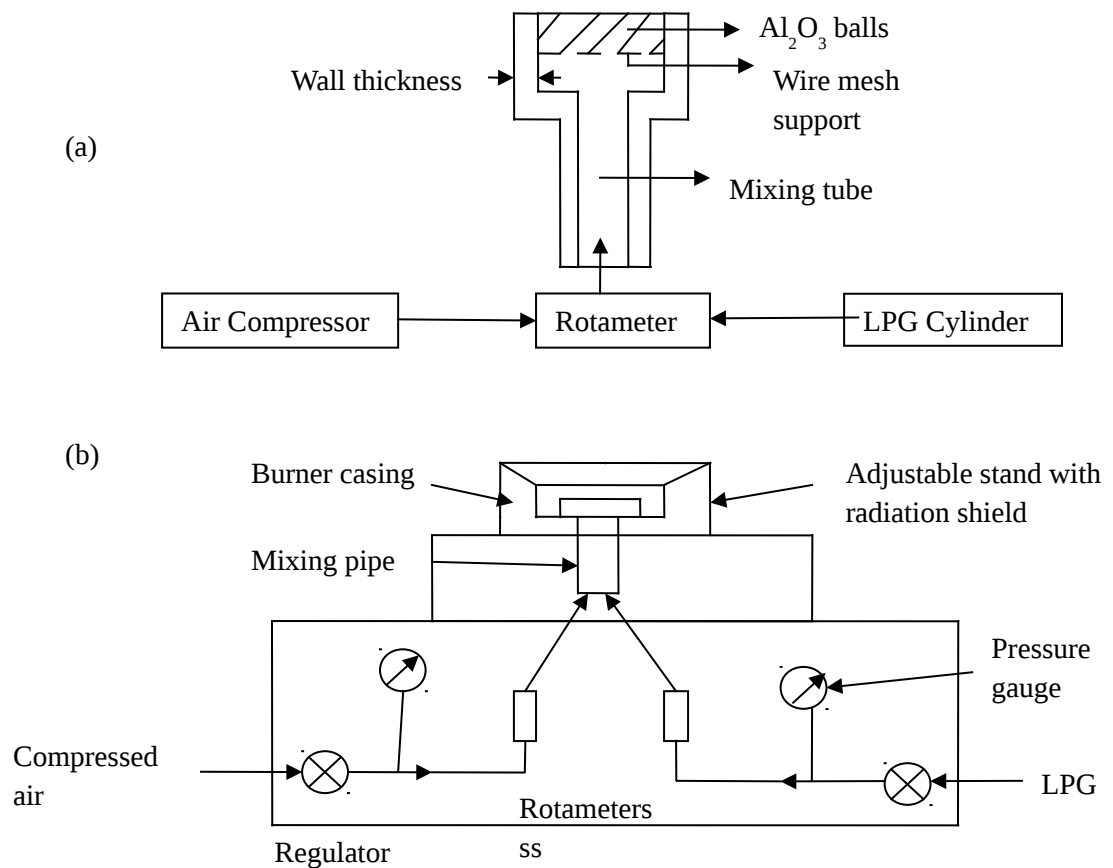 Al₂O₃ balls
Wall thickness
Wire mesh
support
(a)
Mixing tube
Air Compressor
Rotameter
LPG Cylinder
(b)
Burner casing
Adjustable stand with
radiation shield
Mixing pipe
Pressure
gauge
Compressed
air
LPG
Rotameters
ss
Regulator